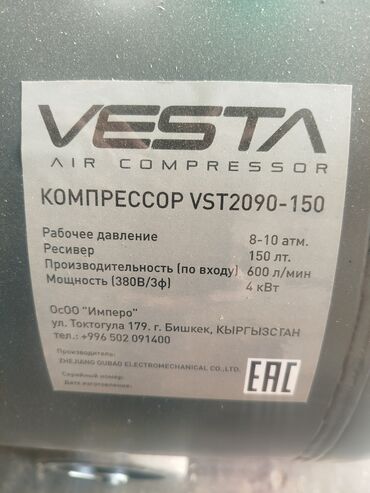 VESTA
AIR COMPRESSOR
КОМПРЕССОР VST2090-150
Рабочее давление 8-10 атм.
Ресивер 150 лт.
Производительность (по входу) 600 л/мин
Мощность (380В/3ф) 4 кВт
ОсОО "Имперо"
ул. Токтогула 179. г. Бишкек, КЫРГЫЗСТАН
тел.: +996 502 091400
Производитель:
ZHEJIANG OUBAO ELECTROMECHANICAL CO.,LTD.
Серийный номер:
Дата изготовления:
EAC